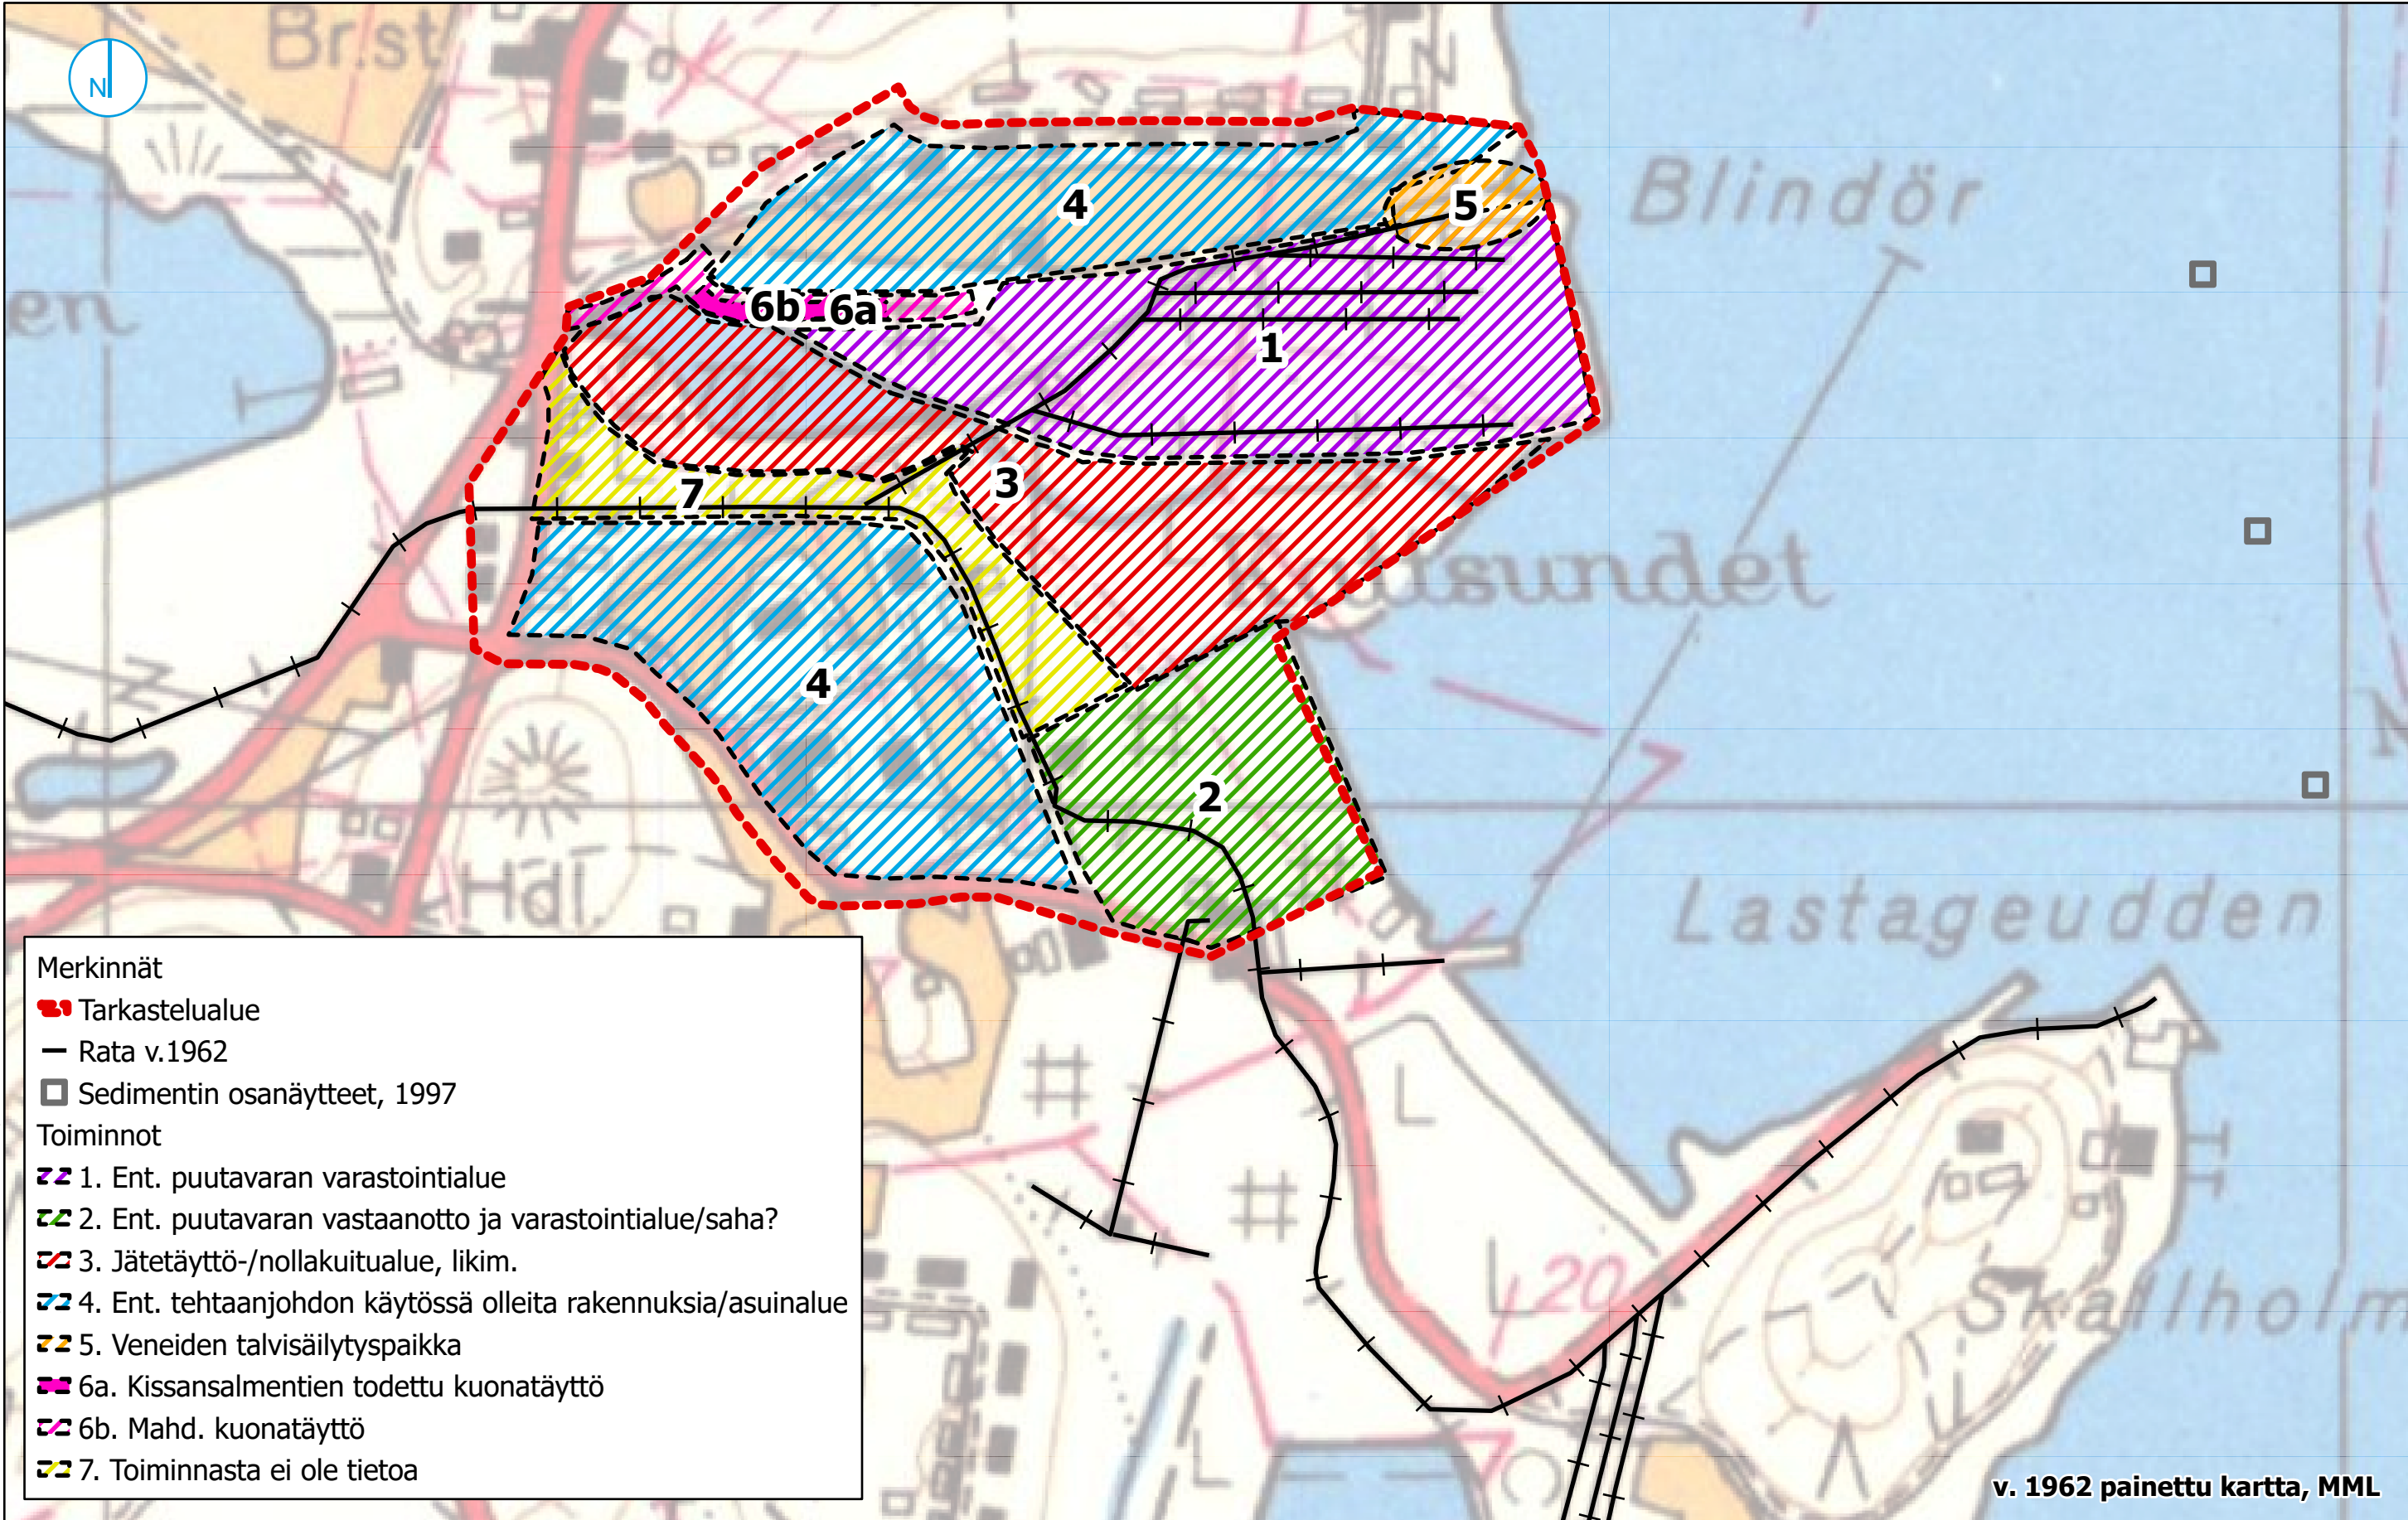 Br.st
N
Blindör
4
5
en
6b
6a
1
3
7
4
2
Lastageudden
Hdl.
Merkinnät
Tarkastelualue
Rata v.1962
Sedimentin osanäytteet, 1997
Toiminnot
1. Ent. puutavaran varastointialue
2. Ent. puutavaran vastaanotto ja varastointialue/saha?
3. Jätetäyttö-/nollakuitualue, likim.
4. Ent. tehtaanjohdon käytössä olleita rakennuksia/asuinalue
5. Veneiden talvisäilytyspaikka
6a. Kissansalmentien todettu kuonatäyttö
6b. Mahd. kuonatäyttö
7. Toiminnasta ei ole tietoa
L
L
20
Skallholm
L
v. 1962 painettu kartta, MML